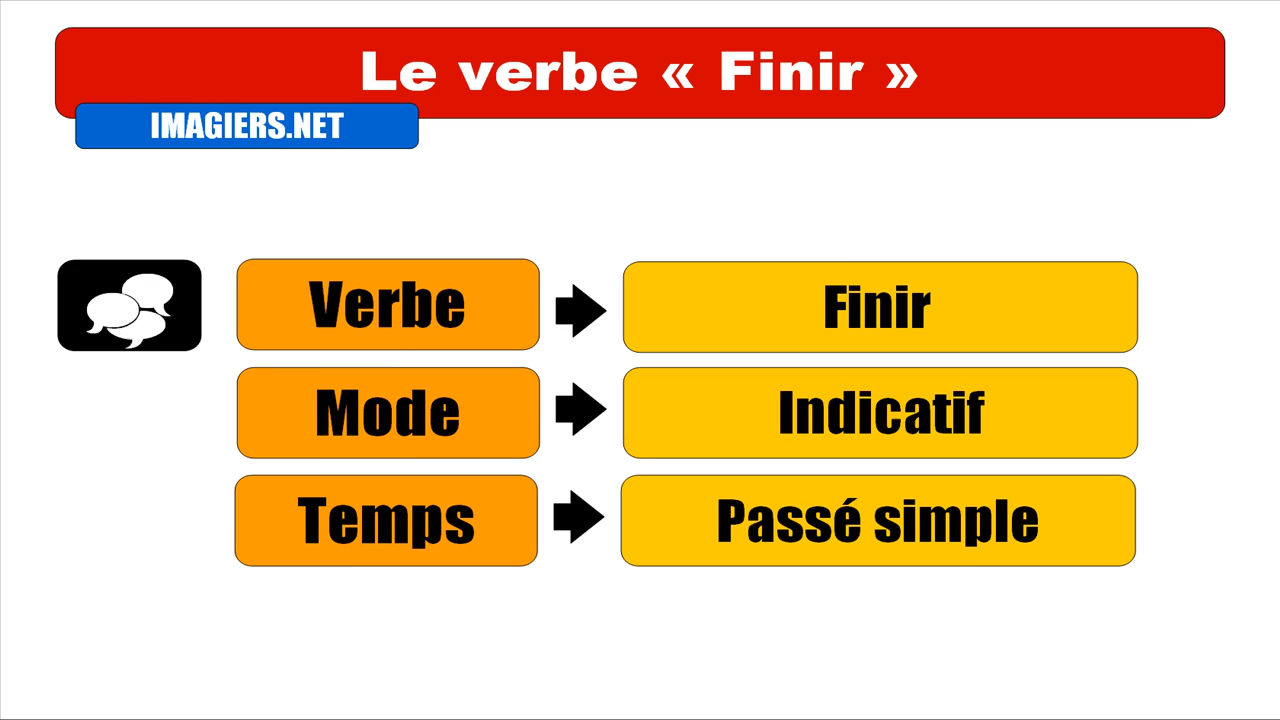 Le verbe « Finir »
IMAGIERS.NET
Verbe
Finir
Mode
Indicatif
Temps
Passé simple